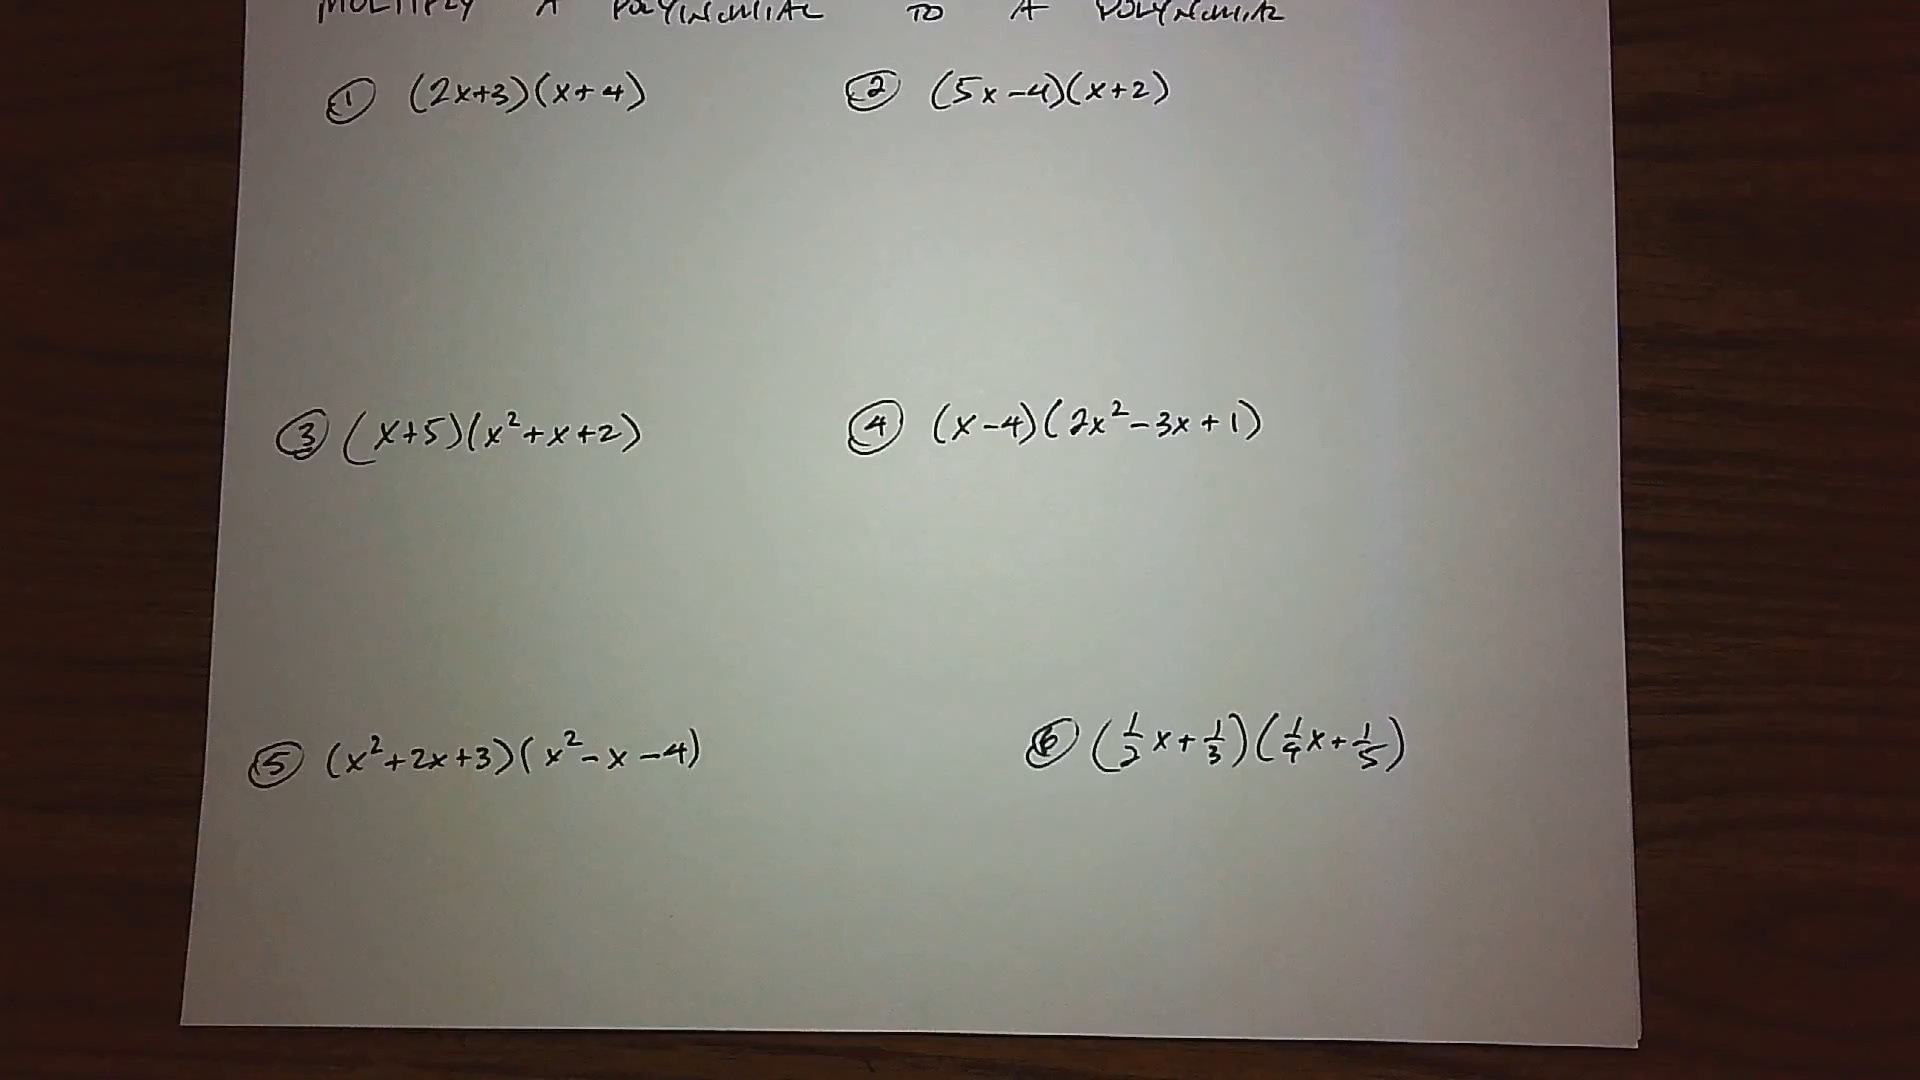 MULTIPLY A POLYNOMIAL TO A POLYNOMIAL
① (2x+3)(x+4) ② (5x-4)(x+2)
③ (x+5)(x²+x+2) ④ (x-4)(2x²-3x+1)
⑤ (x²+2x+3)(x²-x-4) ⑥ (1/2x+1/3)(1/4x+1/5)